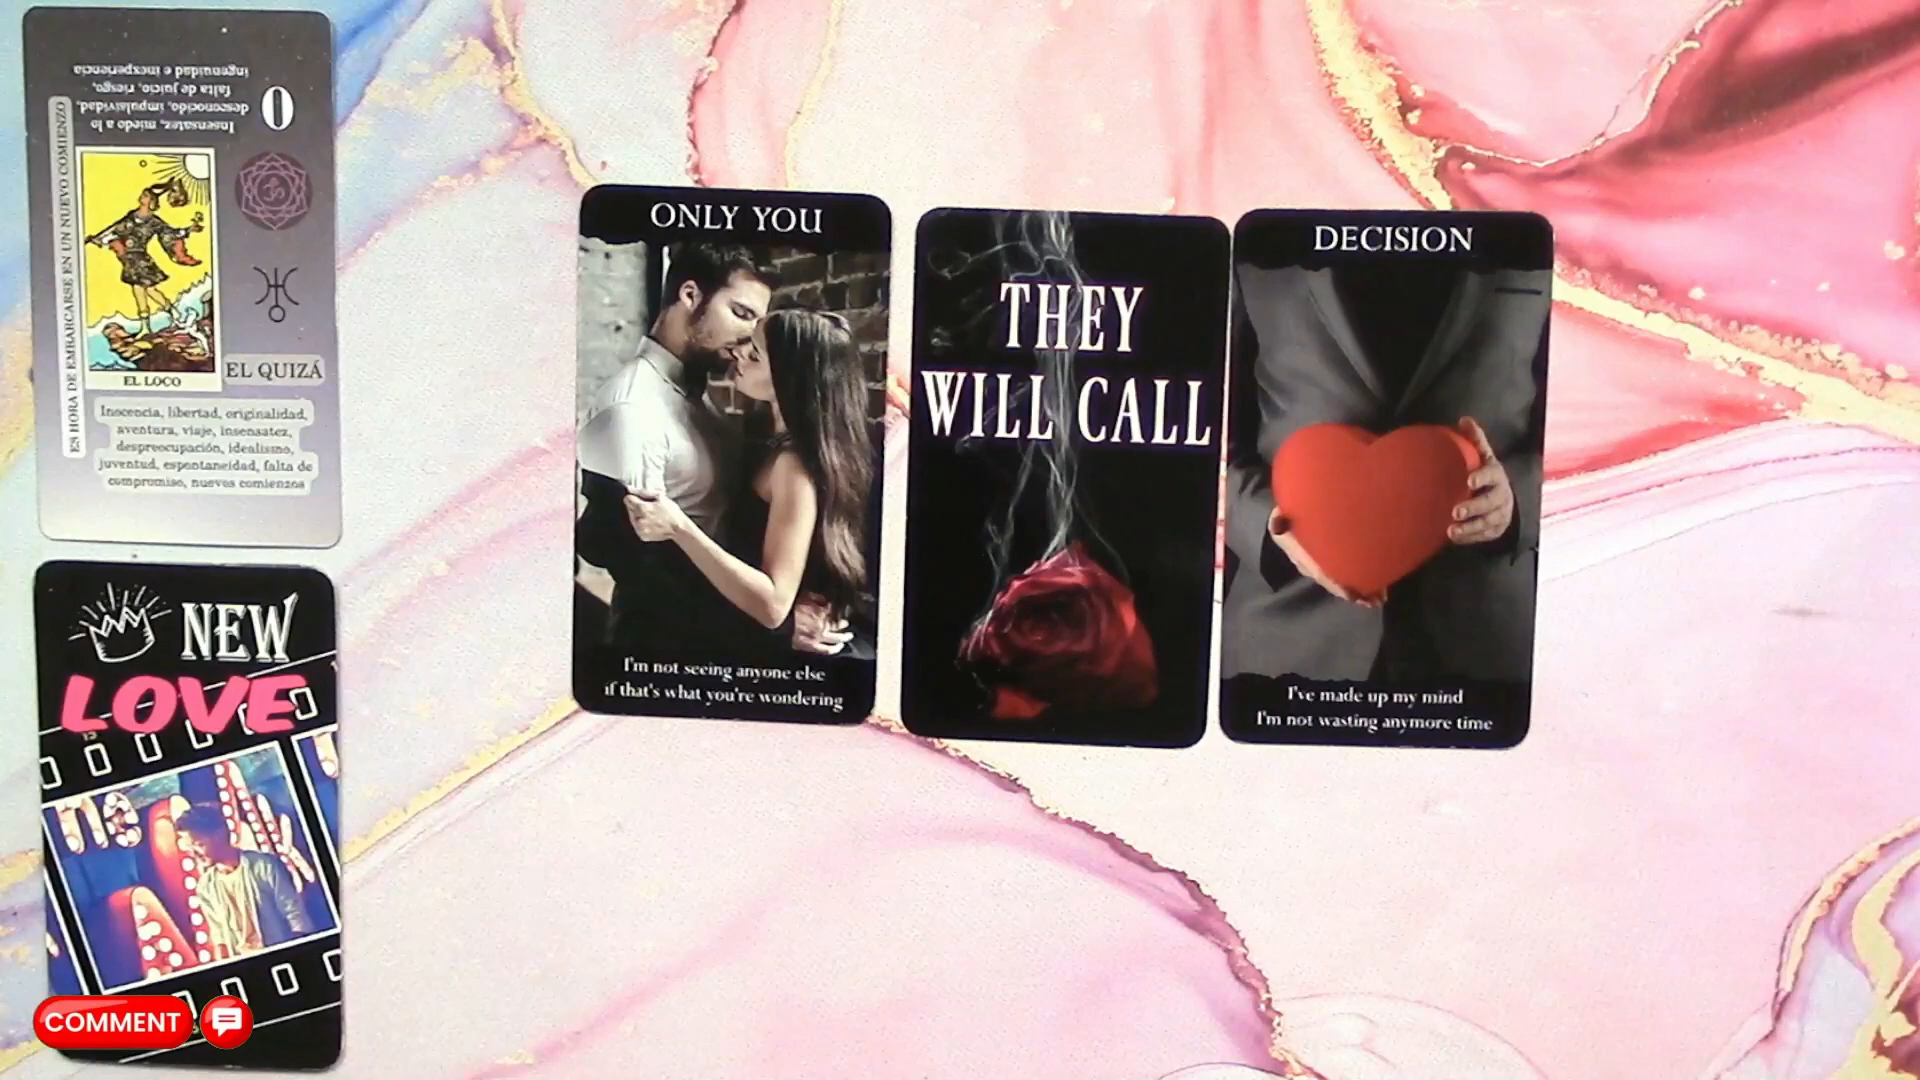 ingenuidad e inexperiencia
falta de juicio, riesgo,
desconocido, impulsividad,
Insensatez, miedo a lo
0
ES HORA DE EMBARCARSE EN UN NUEVO COMIENZO
EL LOCO
EL QUIZÁ
Inocencia, libertad, originalidad,
aventura, viaje, insensatez,
despreocupación, idealismo,
juventud, espontaneidad, falta de
compromiso, nuevos comienzos
NEW
LOVE
ne
COMMENT
ONLY YOU
I'm not seeing anyone else
if that's what you're wondering
THEY
WILL CALL
DECISION
I've made up my mind
I'm not wasting anymore time